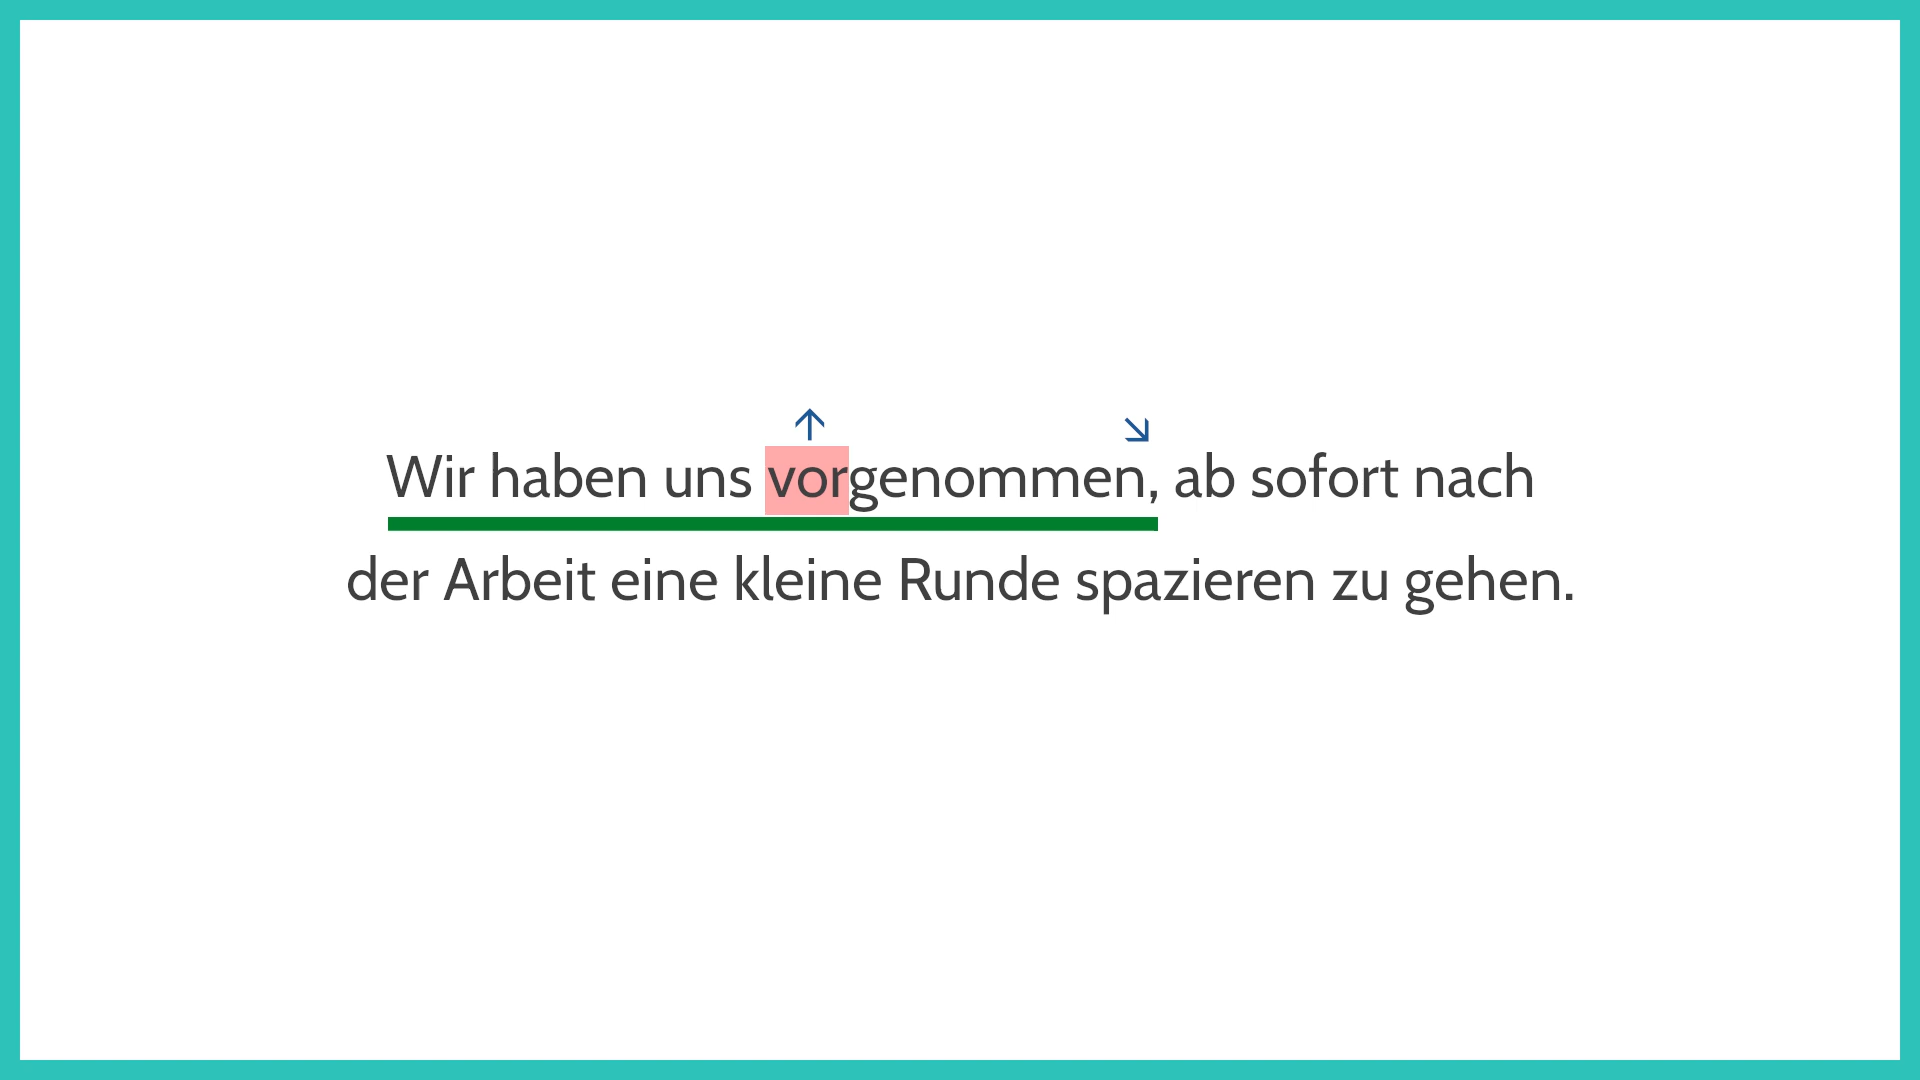 Wir haben uns vorgenommen, ab sofort nach
der Arbeit eine kleine Runde spazieren zu gehen.